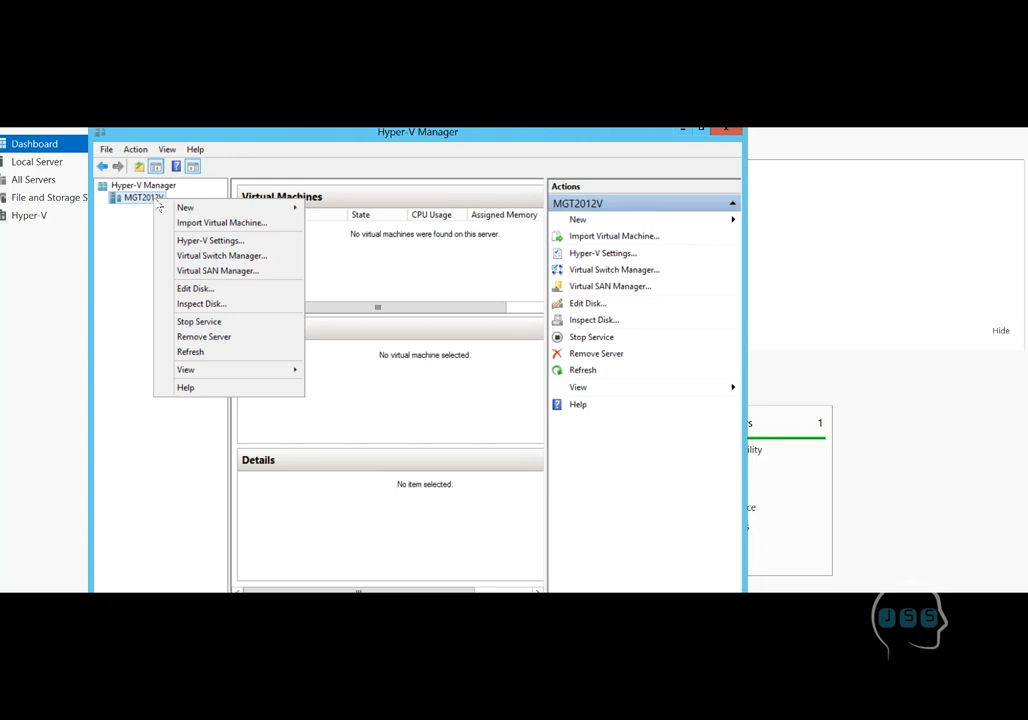 Hyper-V Manager
Dashboard
Local Server
All Servers
File and Storage S
Hyper-V
File Action View Help
Hyper-V Manager
MGT2012V
New
Import Virtual Machine...
Hyper-V Settings...
Virtual Switch Manager...
Virtual SAN Manager...
Edit Disk...
Inspect Disk...
Stop Service
Remove Server
Refresh
View
Help
Virtual Machines
State CPU Usage Assigned Memory
No virtual machines were found on this server.
No virtual machine selected.
Details
No item selected.
Actions
MGT2012V
New
Import Virtual Machine...
Hyper-V Settings...
Virtual Switch Manager...
Virtual SAN Manager...
Edit Disk...
Inspect Disk...
Stop Service
Remove Server
Refresh
View
Help
Hide
s 1
ility
ce
s
JSS